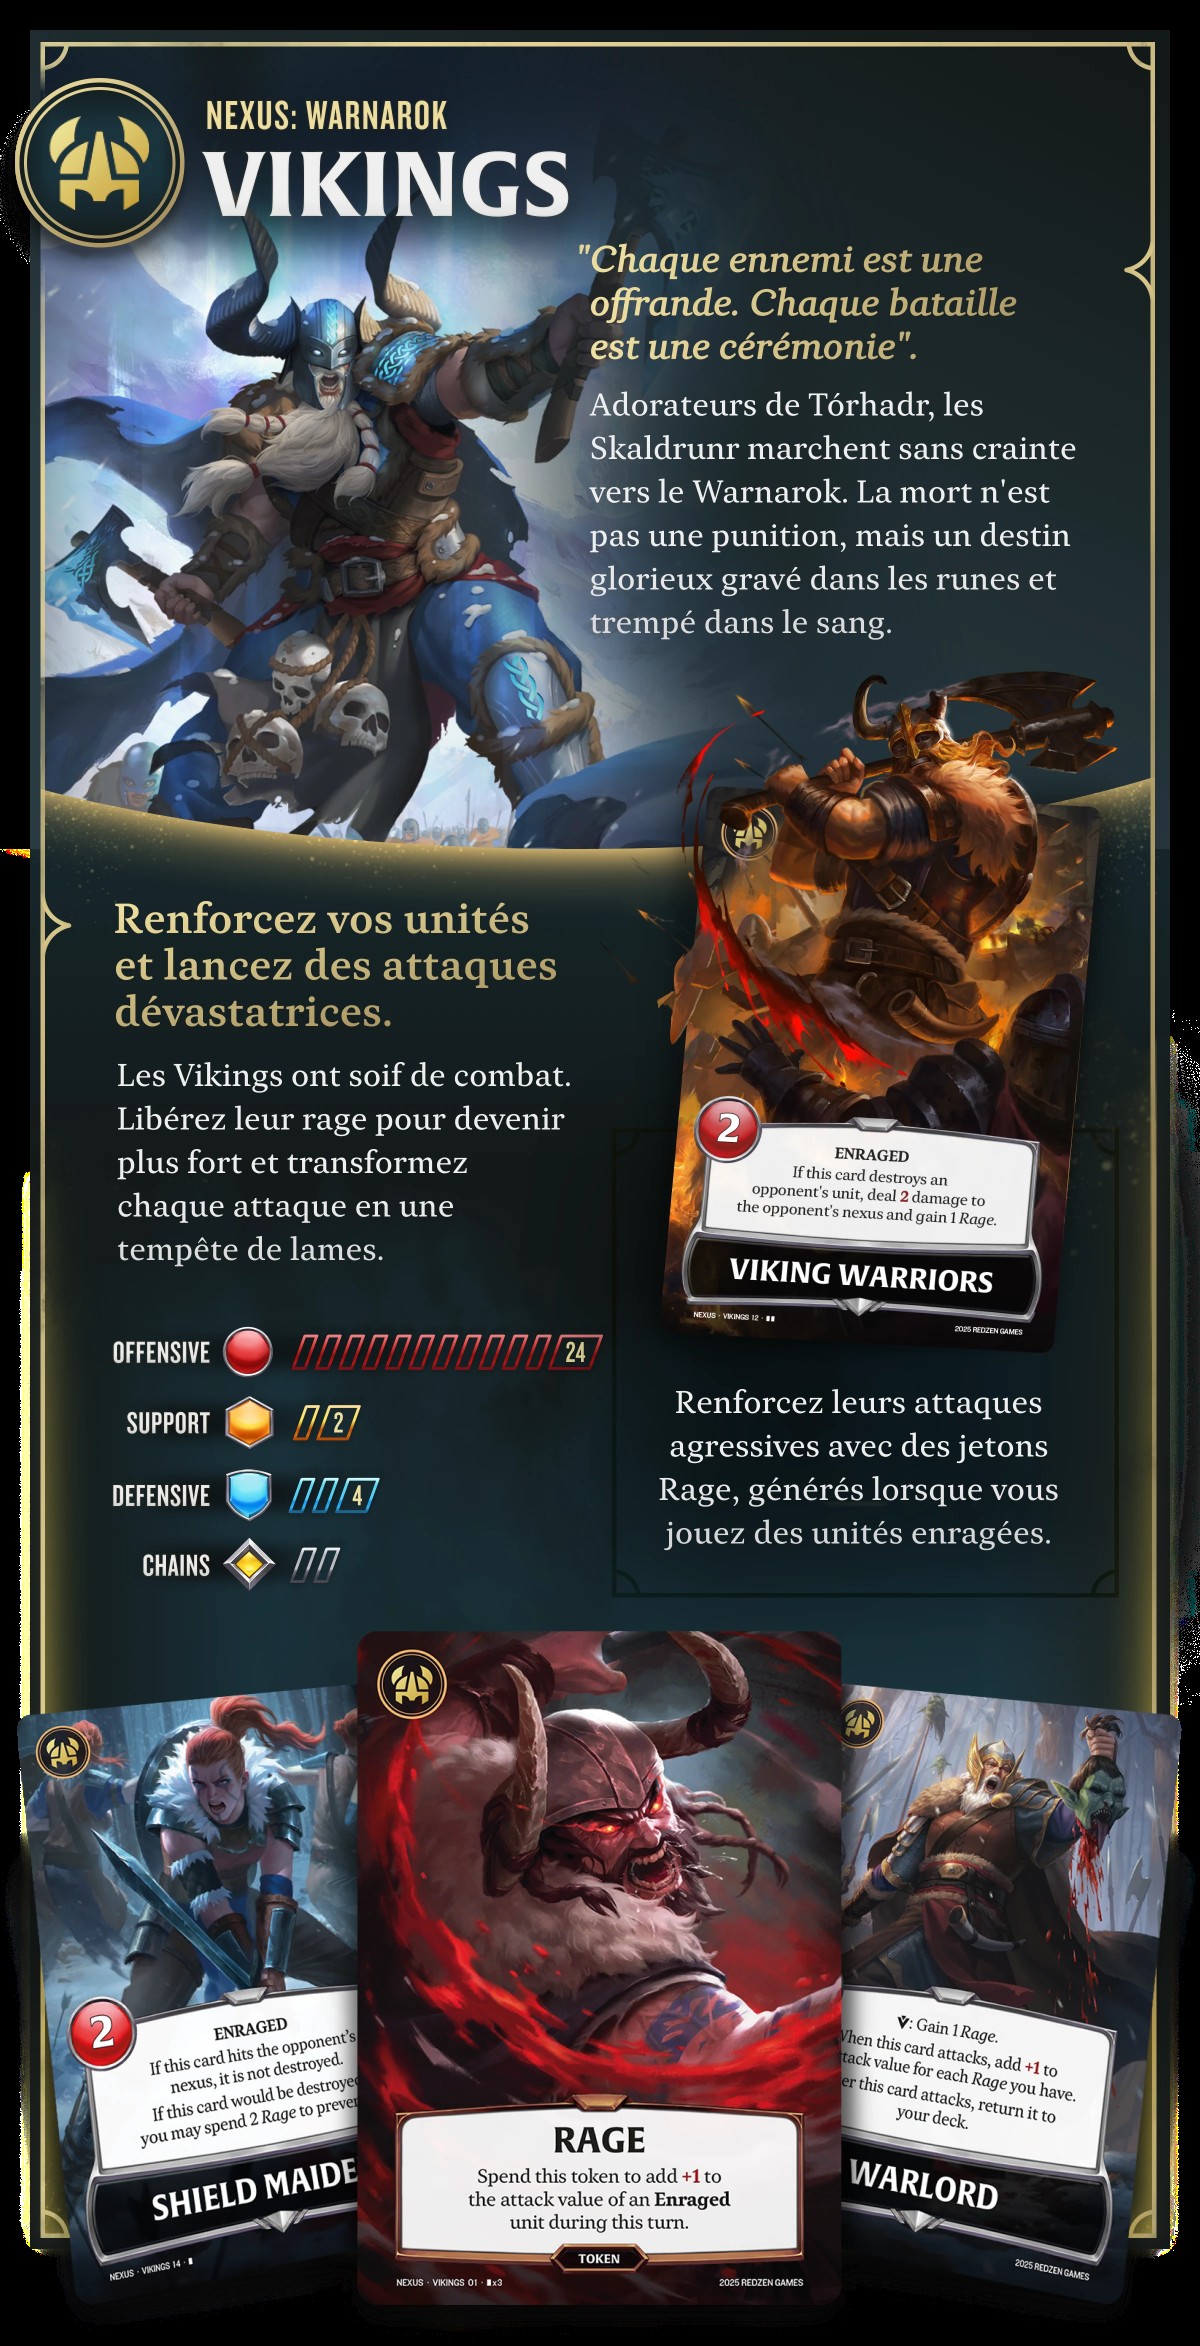 NEXUS: WARNAROK
VIKINGS
"Chaque ennemi est une
offrande. Chaque bataille
est une cérémonie".
Adorateurs de Tórhadr, les
Skaldrunr marchent sans crainte
vers le Warnarok. La mort n'est
pas une punition, mais un destin
glorieux gravé dans les runes et
trempé dans le sang.
Renforcez vos unités
et lancez des attaques
dévastatrices.
Les Vikings ont soif de combat.
Libérez leur rage pour devenir
plus fort et transformez
chaque attaque en une
tempête de lames.
OFFENSIVE 24
SUPPORT 2
DEFENSIVE 4
CHAINS
2
ENRAGED
If this card destroys an
opponent's unit, deal 2 damage to
the opponent's nexus and gain 1 Rage.
VIKING WARRIORS
NEXUS · VIKINGS 12 ·
2025 REDZEN GAMES
Renforcez leurs attaques
agressives avec des jetons
Rage, générés lorsque vous
jouez des unités enragées.
2
ENRAGED
If this card hits the opponent's
nexus, it is not destroyed.
If this card would be destroyed
you may spend 2 Rage to preven
SHIELD MAIDE
NEXUS · VIKINGS 14 ·
RAGE
Spend this token to add +1 to
the attack value of an Enraged
unit during this turn.
TOKEN
NEXUS · VIKINGS 01 · x3
2025 REDZEN GAMES
: Gain 1 Rage.
When this card attacks, add +1 to
ttack value for each Rage you have.
er this card attacks, return it to
your deck.
WARLORD
2025 REDZEN GAMES